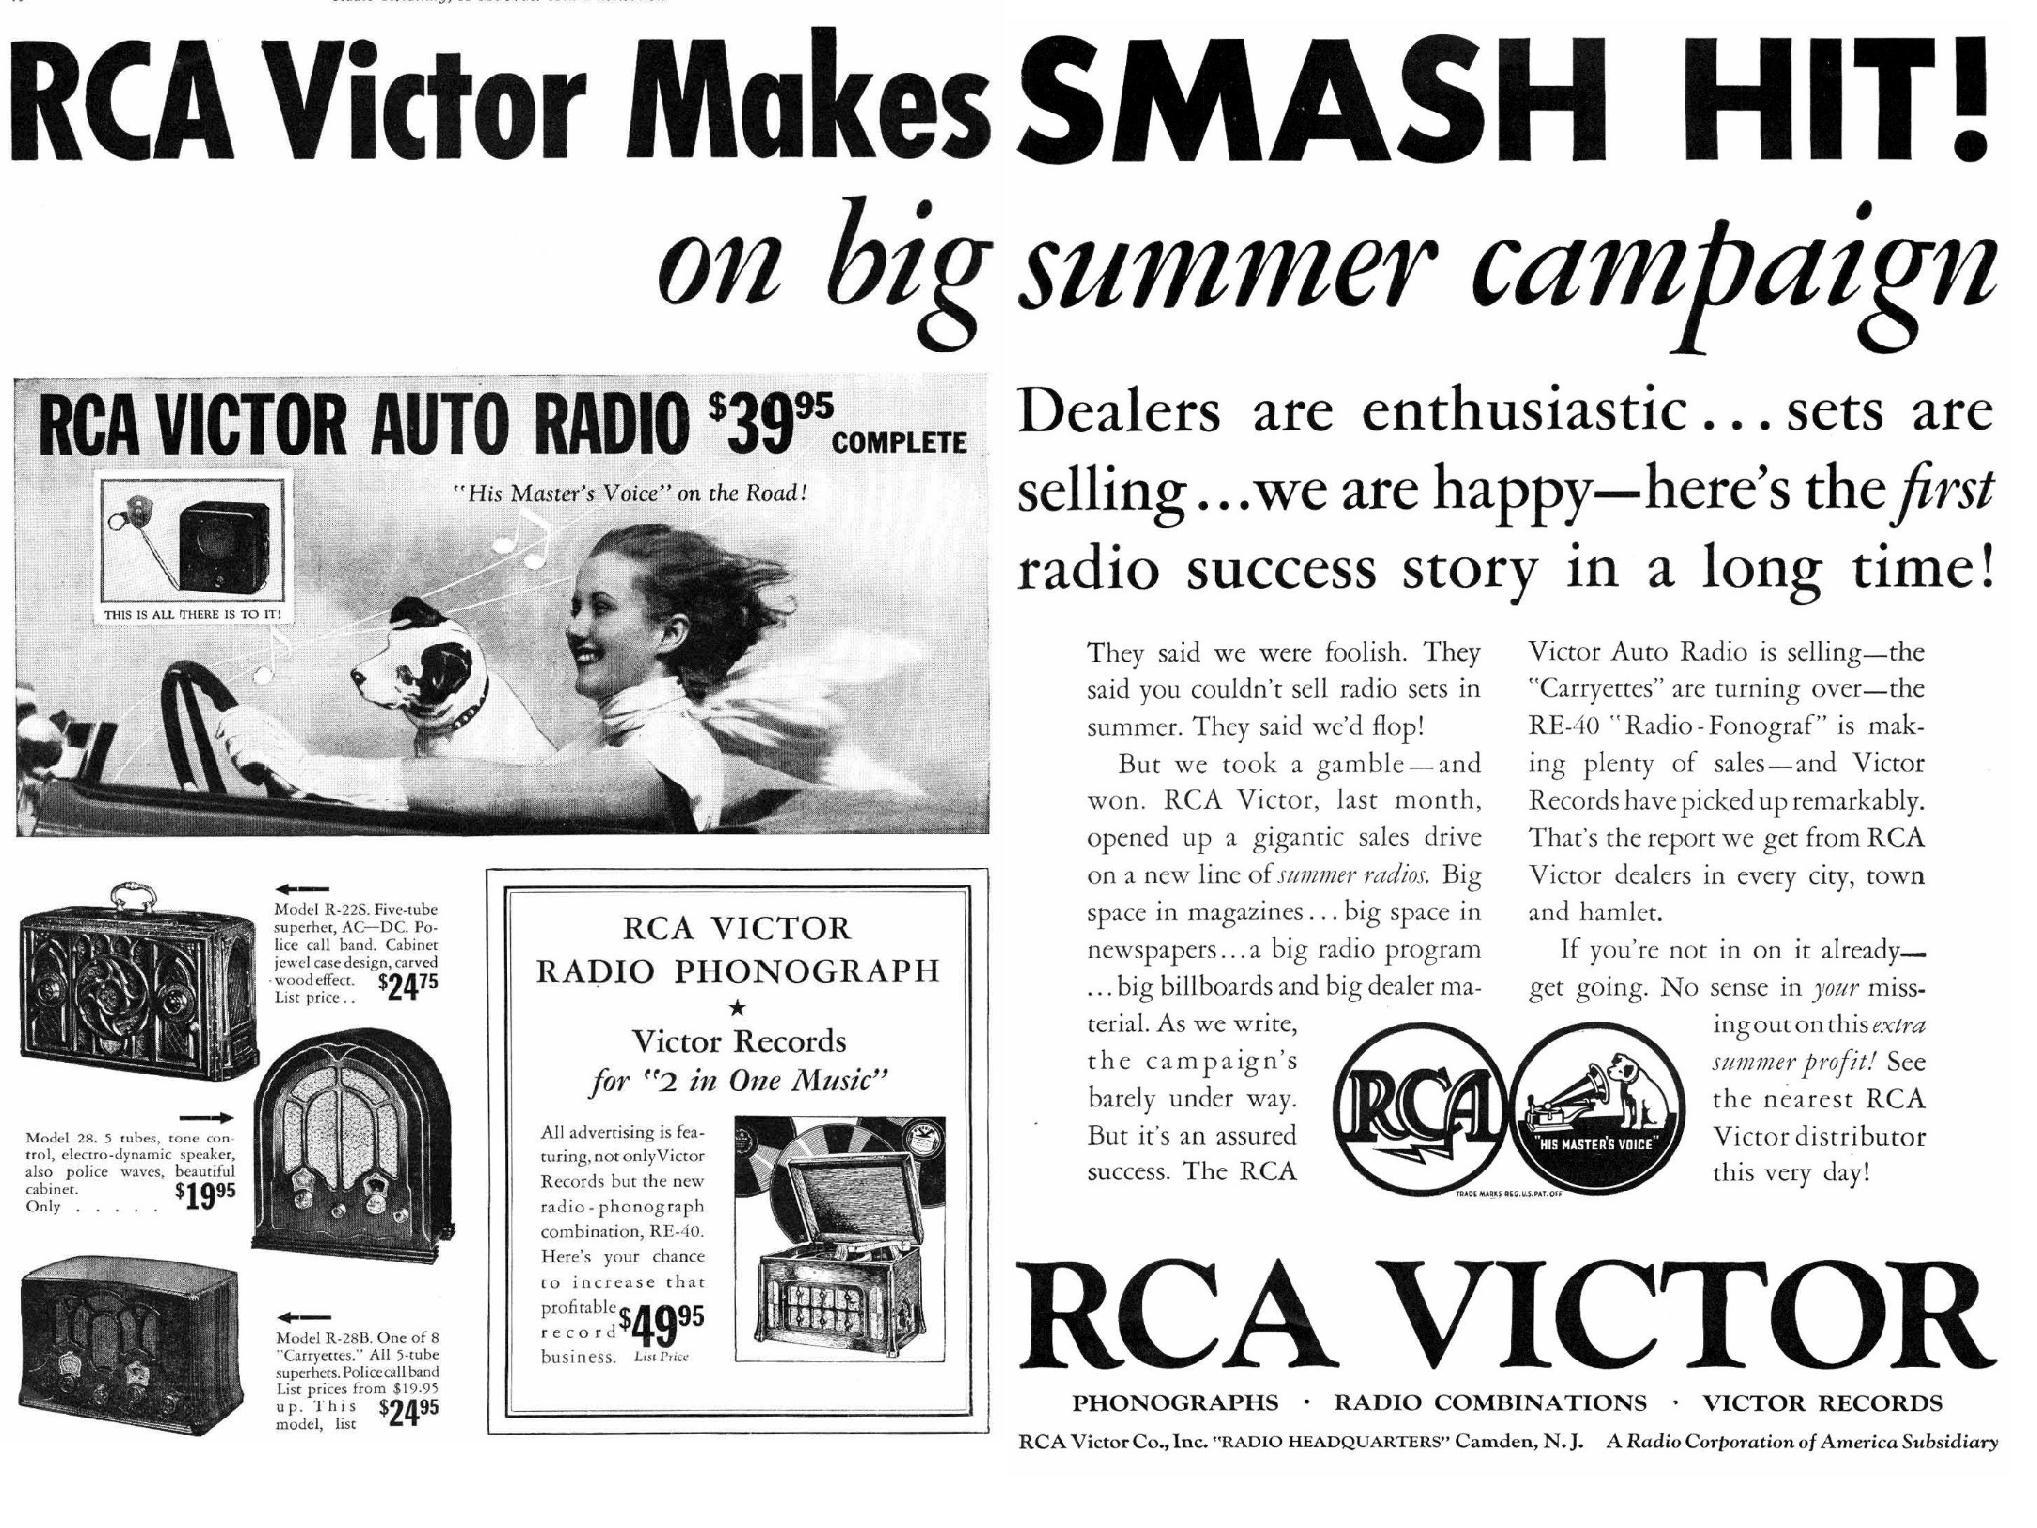 RCA Victor Makes SMASH HIT!
on big summer campaign
RCA VICTOR AUTO RADIO $39.95
COMPLETE
"His Master's Voice" on the Road!
THIS IS ALL THERE IS TO IT!
Model R-22S. Five-tube
superhet, AC—DC. Po-
lice call band. Cabinet
jewel case design, carved
wood effect. $24.75
List price..
Model 28. 5 tubes, tone con-
trol, electro-dynamic speaker,
also police waves, beautiful
cabinet. $19.95
Only . . . . .
Model R-28B. One of 8
"Carryettes." All 5-tube
superhets. Police call band
List prices from $19.95
up. This $24.95
model, list
RCA VICTOR
RADIO PHONOGRAPH
★
Victor Records
for "2 in One Music"
All advertising is fea-
turing, not only Victor
Records but the new
radio-phonograph
combination, RE-40.
Here's your chance
to increase that
profitable $49.95
record
business. List Price
Dealers are enthusiastic...sets are
selling...we are happy—here's the first
radio success story in a long time!
They said we were foolish. They
said you couldn't sell radio sets in
summer. They said we'd flop!
But we took a gamble—and
won. RCA Victor, last month,
opened up a gigantic sales drive
on a new line of summer radios. Big
space in magazines... big space in
newspapers...a big radio program
...big billboards and big dealer ma-
terial. As we write,
the campaign's
barely under way.
But it's an assured
success. The RCA
Victor Auto Radio is selling—the
"Carryettes" are turning over—the
RE-40 "Radio-Fonograf" is mak-
ing plenty of sales—and Victor
Records have picked up remarkably.
That's the report we get from RCA
Victor dealers in every city, town
and hamlet.
If you're not in on it already—
get going. No sense in your miss-
ing out on this extra
summer profit! See
the nearest RCA
Victor distributor
this very day!
RCA
"HIS MASTER'S VOICE"
TRADE MARKS REG. U.S. PAT. OFF
RCA VICTOR
PHONOGRAPHS · RADIO COMBINATIONS · VICTOR RECORDS
RCA Victor Co., Inc. "RADIO HEADQUARTERS" Camden, N. J. A Radio Corporation of America Subsidiary